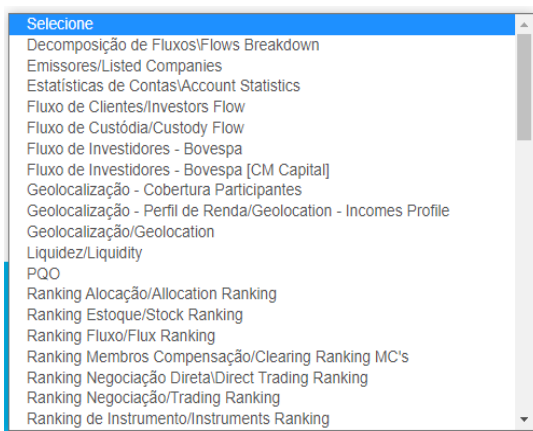 Selecione
Decomposição de Fluxos\Flows Breakdown
Emissores/Listed Companies
Estatísticas de Contas\Account Statistics
Fluxo de Clientes/Investors Flow
Fluxo de Custódia/Custody Flow
Fluxo de Investidores - Bovespa
Fluxo de Investidores - Bovespa [CM Capital]
Geolocalização - Cobertura Participantes
Geolocalização - Perfil de Renda/Geolocation - Incomes Profile
Geolocalização/Geolocation
Liquidez/Liquidity
PQO
Ranking Alocação/Allocation Ranking
Ranking Estoque/Stock Ranking
Ranking Fluxo/Flux Ranking
Ranking Membros Compensação/Clearing Ranking MC's
Ranking Negociação Direta\Direct Trading Ranking
Ranking Negociação/Trading Ranking
Ranking de Instrumento/Instruments Ranking